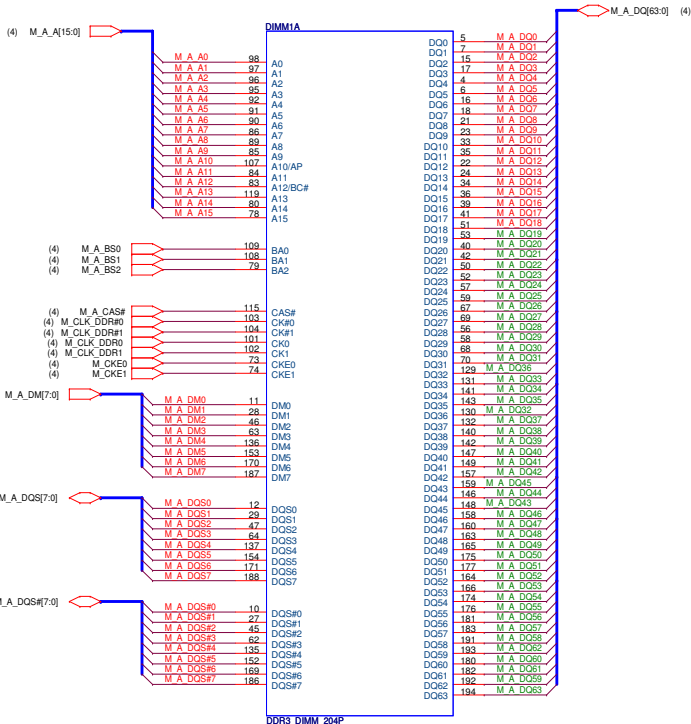 M_A_DQ[63:0] (4)
(4) M_A_A[15:0]
DIMM1A
M_A_A0 98 A0
M_A_A1 97 A1
M_A_A2 96 A2
M_A_A3 95 A3
M_A_A4 92 A4
M_A_A5 91 A5
M_A_A6 90 A6
M_A_A7 86 A7
M_A_A8 89 A8
M_A_A9 85 A9
M_A_A10 107 A10/AP
M_A_A11 84 A11
M_A_A12 83 A12/BC#
M_A_A13 119 A13
M_A_A14 80 A14
M_A_A15 78 A15
(4) M_A_BS0 109 BA0
(4) M_A_BS1 108 BA1
(4) M_A_BS2 79 BA2
(4) M_A_CAS# 115 CAS#
(4) M_CLK_DDR#0 103 CK#0
(4) M_CLK_DDR#1 104 CK#1
(4) M_CLK_DDR0 101 CK0
(4) M_CLK_DDR1 102 CK1
(4) M_CKE0 73 CKE0
(4) M_CKE1 74 CKE1
M_A_DM[7:0]
M_A_DM0 11 DM0
M_A_DM1 28 DM1
M_A_DM2 46 DM2
M_A_DM3 63 DM3
M_A_DM4 136 DM4
M_A_DM5 153 DM5
M_A_DM6 170 DM6
M_A_DM7 187 DM7
M_A_DQS[7:0]
M_A_DQS0 12 DQS0
M_A_DQS1 29 DQS1
M_A_DQS2 47 DQS2
M_A_DQS3 64 DQS3
M_A_DQS4 137 DQS4
M_A_DQS5 154 DQS5
M_A_DQS6 171 DQS6
M_A_DQS7 188 DQS7
M_A_DQS#[7:0]
M_A_DQS#0 10 DQS#0
M_A_DQS#1 27 DQS#1
M_A_DQS#2 45 DQS#2
M_A_DQS#3 62 DQS#3
M_A_DQS#4 135 DQS#4
M_A_DQS#5 152 DQS#5
M_A_DQS#6 169 DQS#6
M_A_DQS#7 186 DQS#7
DQ0 5 M_A_DQ0
DQ1 7 M_A_DQ1
DQ2 15 M_A_DQ2
DQ3 17 M_A_DQ3
DQ4 4 M_A_DQ4
DQ5 6 M_A_DQ5
DQ6 16 M_A_DQ6
DQ7 18 M_A_DQ7
DQ8 21 M_A_DQ8
DQ9 23 M_A_DQ9
DQ10 33 M_A_DQ10
DQ11 35 M_A_DQ11
DQ12 22 M_A_DQ12
DQ13 24 M_A_DQ13
DQ14 34 M_A_DQ14
DQ15 36 M_A_DQ15
DQ16 39 M_A_DQ16
DQ17 41 M_A_DQ17
DQ18 51 M_A_DQ18
DQ19 53 M_A_DQ19
DQ20 40 M_A_DQ20
DQ21 42 M_A_DQ21
DQ22 50 M_A_DQ22
DQ23 52 M_A_DQ23
DQ24 57 M_A_DQ24
DQ25 59 M_A_DQ25
DQ26 67 M_A_DQ26
DQ27 69 M_A_DQ27
DQ28 56 M_A_DQ28
DQ29 58 M_A_DQ29
DQ30 68 M_A_DQ30
DQ31 70 M_A_DQ31
DQ32 129 M_A_DQ36
DQ33 131 M_A_DQ33
DQ34 141 M_A_DQ34
DQ35 143 M_A_DQ35
DQ36 130 M_A_DQ32
DQ37 132 M_A_DQ37
DQ38 140 M_A_DQ38
DQ39 142 M_A_DQ39
DQ40 147 M_A_DQ40
DQ41 149 M_A_DQ41
DQ42 157 M_A_DQ42
DQ43 159 M_A_DQ45
DQ44 146 M_A_DQ44
DQ45 148 M_A_DQ43
DQ46 158 M_A_DQ46
DQ47 160 M_A_DQ47
DQ48 163 M_A_DQ48
DQ49 165 M_A_DQ49
DQ50 175 M_A_DQ50
DQ51 177 M_A_DQ51
DQ52 164 M_A_DQ52
DQ53 166 M_A_DQ53
DQ54 174 M_A_DQ54
DQ55 176 M_A_DQ55
DQ56 181 M_A_DQ56
DQ57 183 M_A_DQ57
DQ58 191 M_A_DQ58
DQ59 193 M_A_DQ62
DQ60 180 M_A_DQ60
DQ61 182 M_A_DQ61
DQ62 192 M_A_DQ59
DQ63 194 M_A_DQ63
DDR3_DIMM_204P